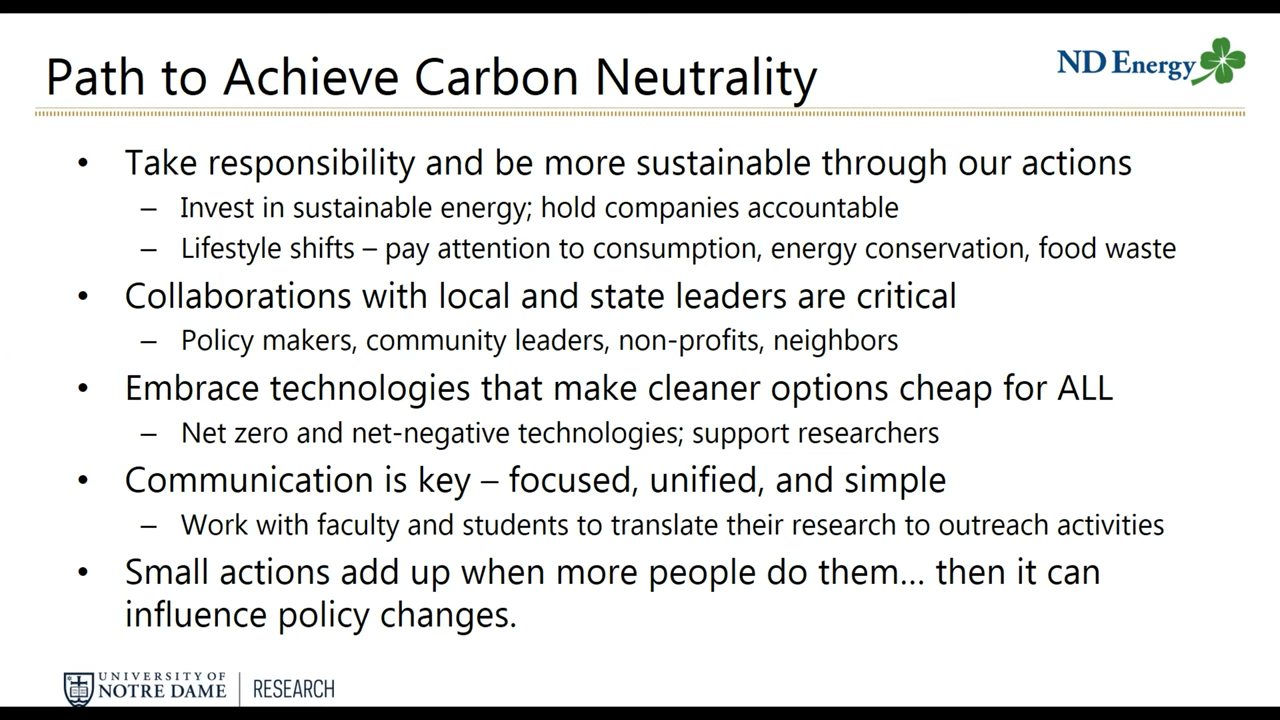 Path to Achieve Carbon Neutrality
ND Energy
• Take responsibility and be more sustainable through our actions
– Invest in sustainable energy; hold companies accountable
– Lifestyle shifts – pay attention to consumption, energy conservation, food waste
• Collaborations with local and state leaders are critical
– Policy makers, community leaders, non-profits, neighbors
• Embrace technologies that make cleaner options cheap for ALL
– Net zero and net-negative technologies; support researchers
• Communication is key – focused, unified, and simple
– Work with faculty and students to translate their research to outreach activities
• Small actions add up when more people do them... then it can
influence policy changes.
UNIVERSITY OF
NOTRE DAME
RESEARCH